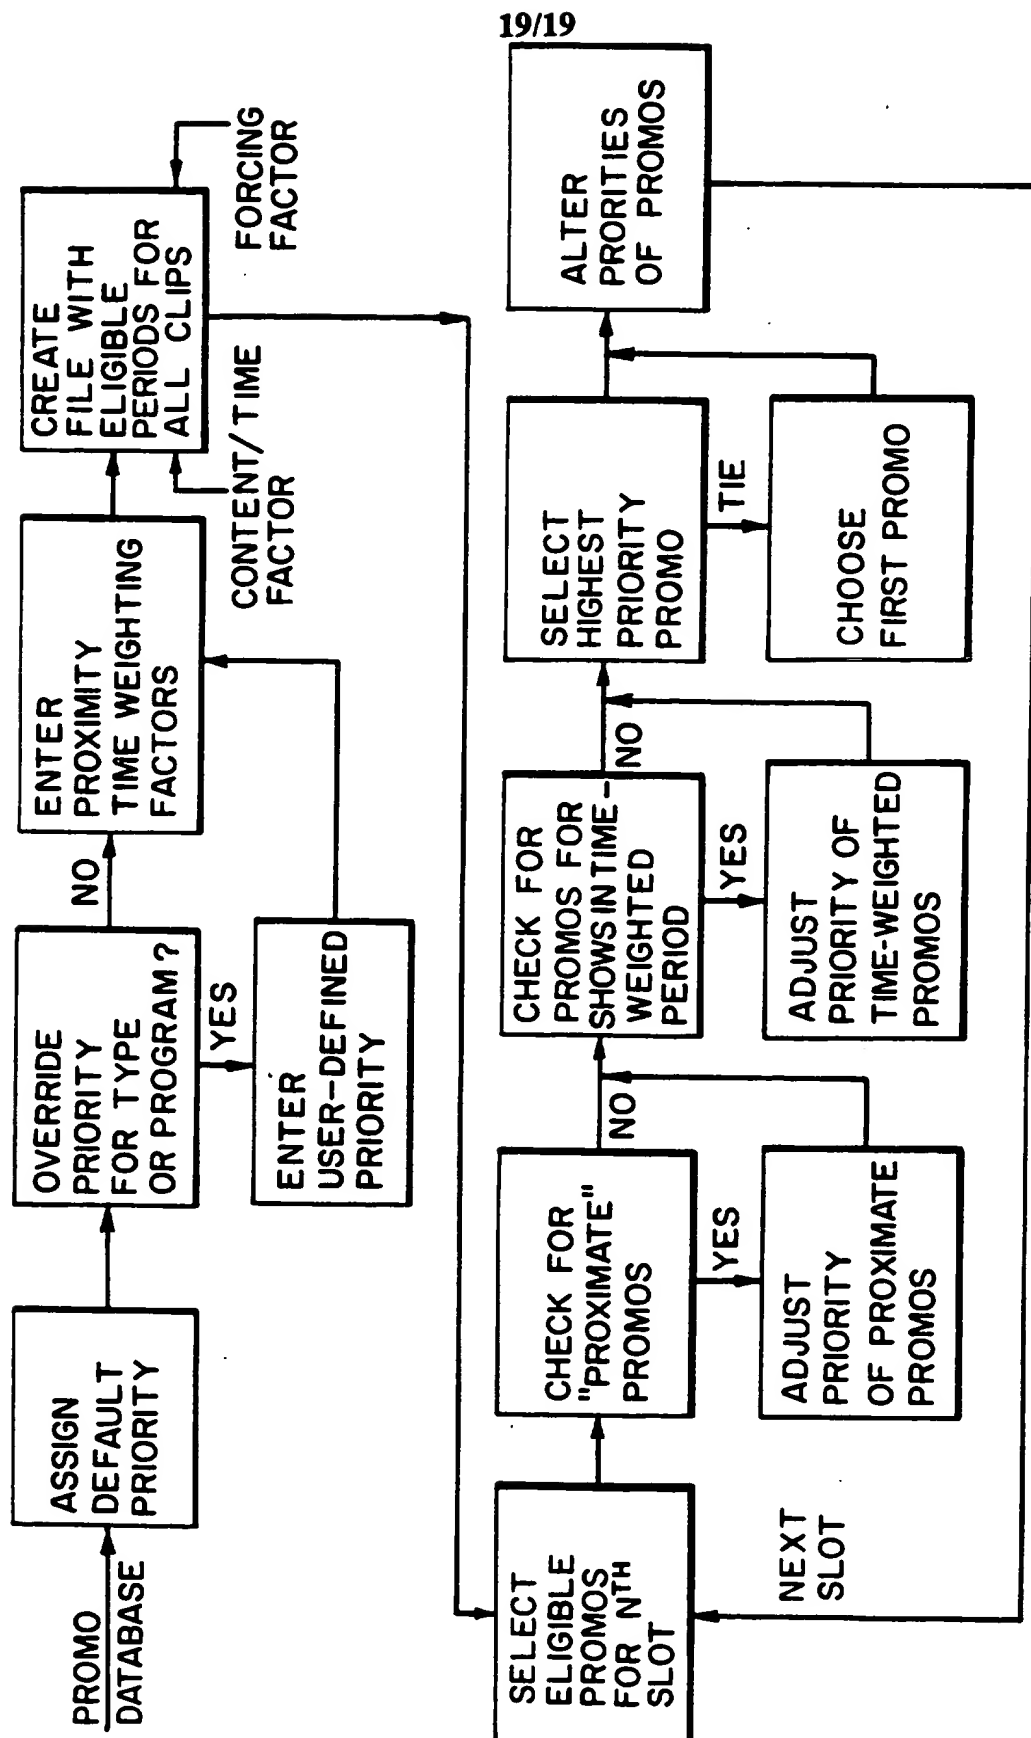 19/19
PROMO
DATABASE
ASSIGN
DEFAULT
PRIORITY
OVERRIDE
PRIORITY
FOR TYPE
OR PROGRAM?
NO
YES
ENTER
USER-DEFINED
PRIORITY
ENTER
PROXIMITY
TIME WEIGHTING
FACTORS
CREATE
FILE WITH
ELIGIBLE
PERIODS FOR
ALL CLIPS
CONTENT/TIME
FACTOR
FORCING
FACTOR
SELECT
ELIGIBLE
PROMOS
FOR NTH
SLOT
NEXT
SLOT
CHECK FOR
"PROXIMATE"
PROMOS
NO
YES
ADJUST
PRIORITY
OF PROXIMATE
PROMOS
CHECK FOR
PROMOS FOR
SHOWS IN TIME-
WEIGHTED
PERIOD
NO
YES
ADJUST
PRIORITY OF
TIME-WEIGHTED
PROMOS
SELECT
HIGHEST
PRIORITY
PROMO
TIE
CHOOSE
FIRST PROMO
ALTER
PRORITIES
OF PROMOS